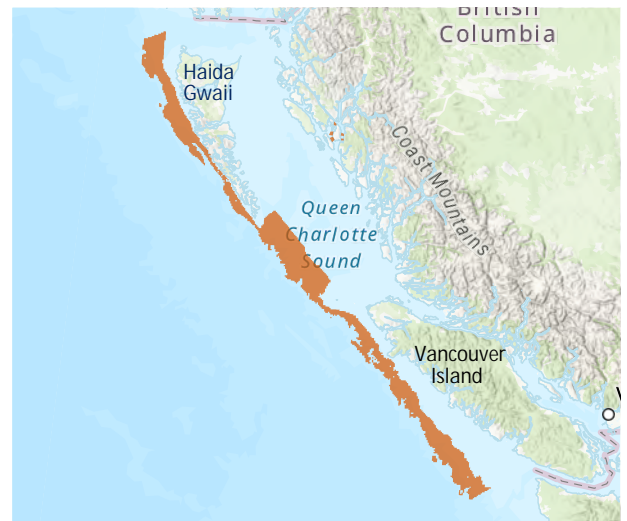 British
Columbia
Haida
Gwaii
Coast Mountains
Queen
Charlotte
Sound
Vancouver
Island
V